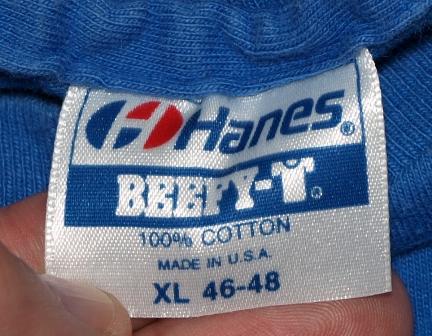 Hanes®
BEEFY-T®
100% COTTON
MADE IN U.S.A.
XL 46-48